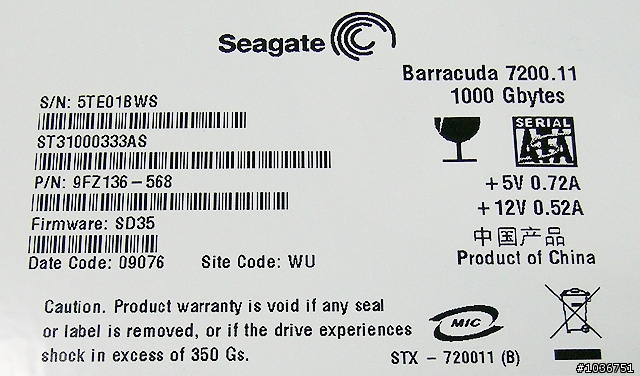 Seagate
Barracuda 7200.11
1000 Gbytes
S/N: 5TE01BWS
ST31000333AS
P/N: 9FZ136-568
Firmware: SD35
Date Code: 09076 Site Code: WU
SERIAL
ATA
+5V 0.72A
+12V 0.52A
中国产品
Product of China
Caution. Product warranty is void if any seal
or label is removed, or if the drive experiences
shock in excess of 350 Gs.
MIC
STX - 720011 (B)
#1036751